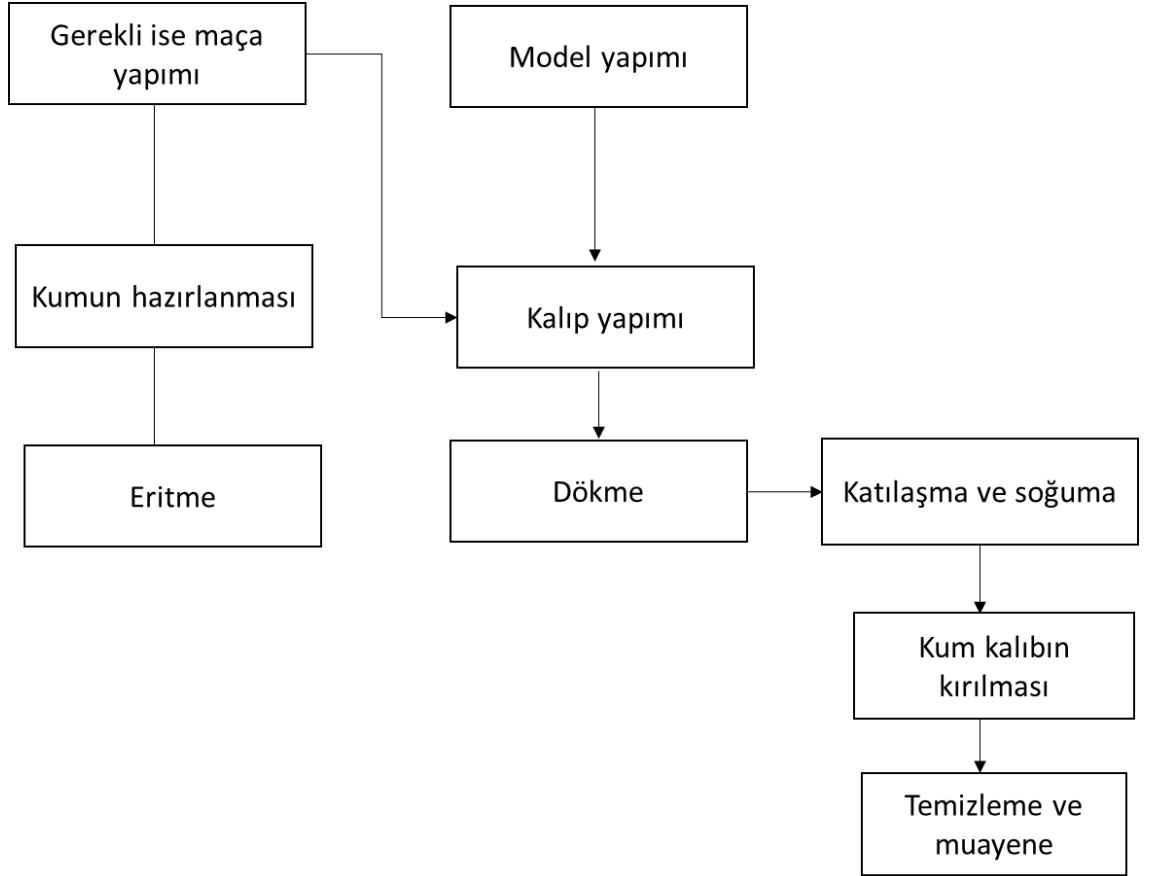 Gerekli ise maça
yapımı
Model yapımı
Kumun hazırlanması
Kalıp yapımı
Eritme
Dökme
Katılaşma ve soğuma
Kum kalıbın
kırılması
Temizleme ve
muayene